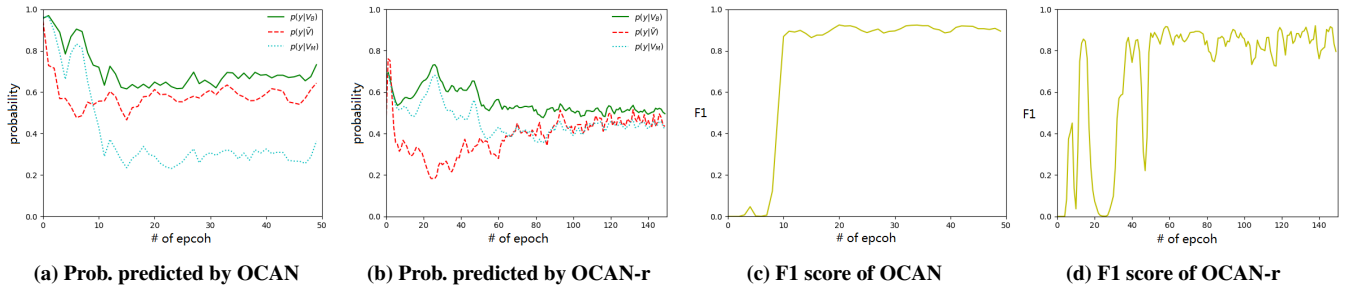 1.0
0.8
0.6
0.4
0.2
0.0
probability
0 10 20 30 40 50
# of epcoh
p(y|V_B)
p(y|Ṽ)
p(y|V_M)
(a) Prob. predicted by OCAN
1.0
0.8
0.6
0.4
0.2
0.0
probability
0 20 40 60 80 100 120 140
# of epcoh
p(y|V_B)
p(y|Ṽ)
p(y|V_M)
(b) Prob. predicted by OCAN-r
1.0
0.8
0.6
0.4
0.2
0.0
F1
0 10 20 30 40 50
# of epcoh
(c) F1 score of OCAN
1.0
0.8
0.6
0.4
0.2
0.0
F1
0 20 40 60 80 100 120 140
# of epcoh
(d) F1 score of OCAN-r